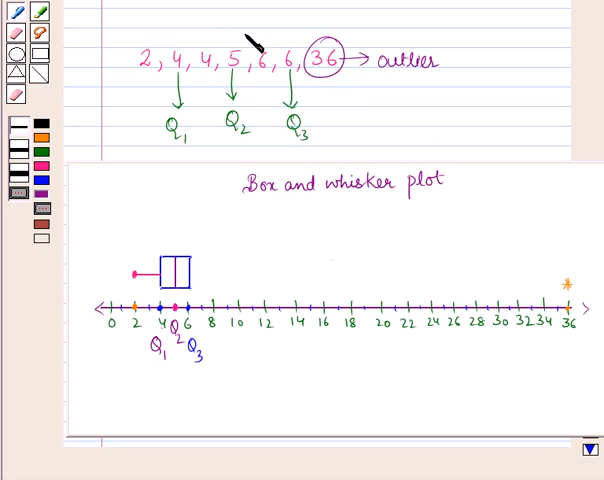 2, 4, 4, 5, 6, 6, 36 → outlier
Q1 Q2 Q3
Box and whisker plot
*
0 2 4 6 8 10 12 14 16 18 20 22 24 26 28 30 32 34 36
Q1 Q2 Q3